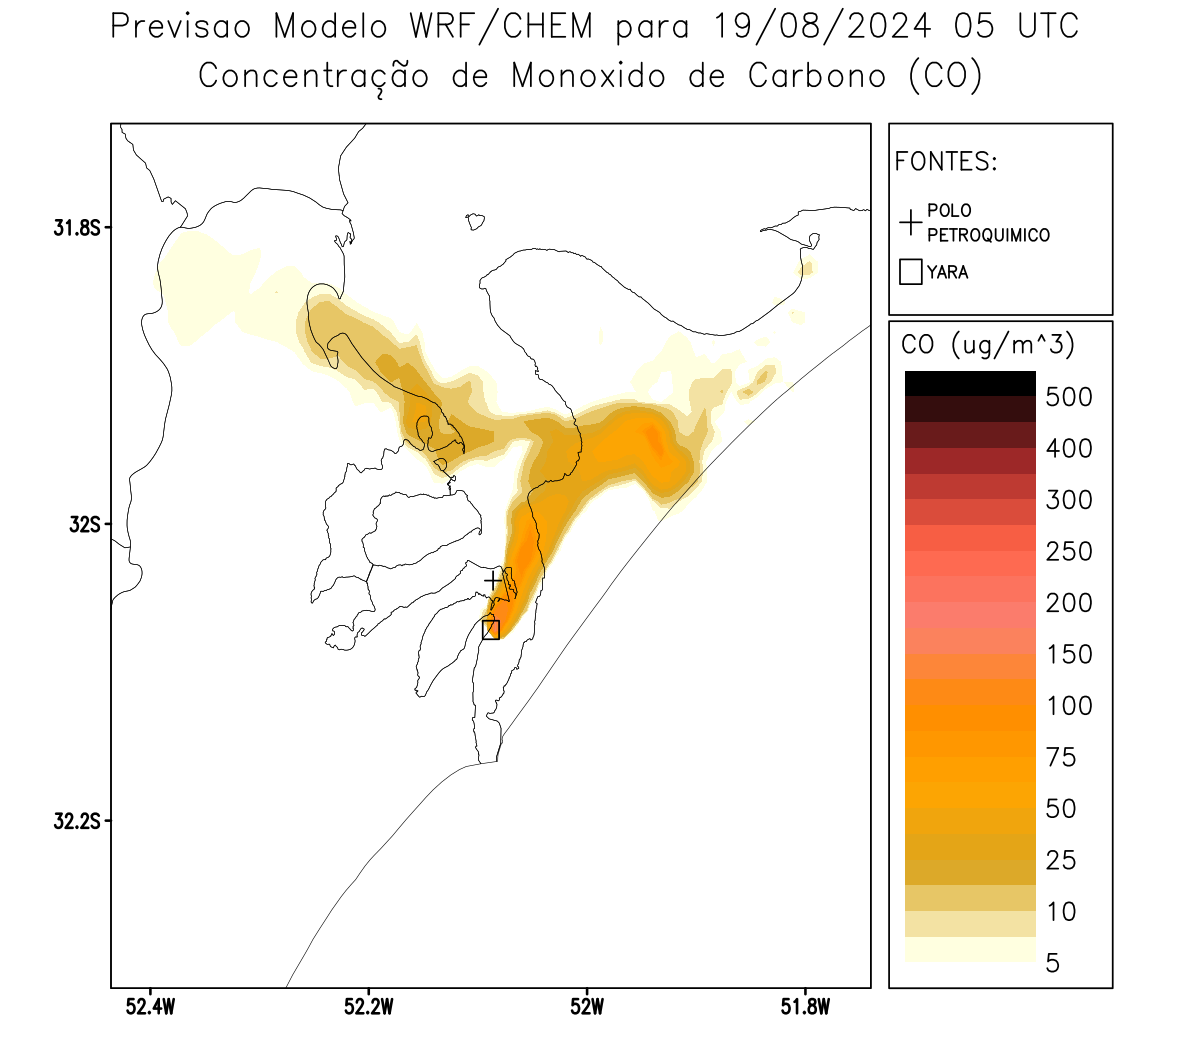 Previsao Modelo WRF/CHEM para 19/08/2024 05 UTC
Concentração de Monoxido de Carbono (CO)
FONTES:
POLO
PETROQUIMICO
YARA
CO (ug/m^3)
500
400
300
250
200
150
100
75
50
25
10
5
31.8S
32S
32.2S
52.4W
52.2W
52W
51.8W